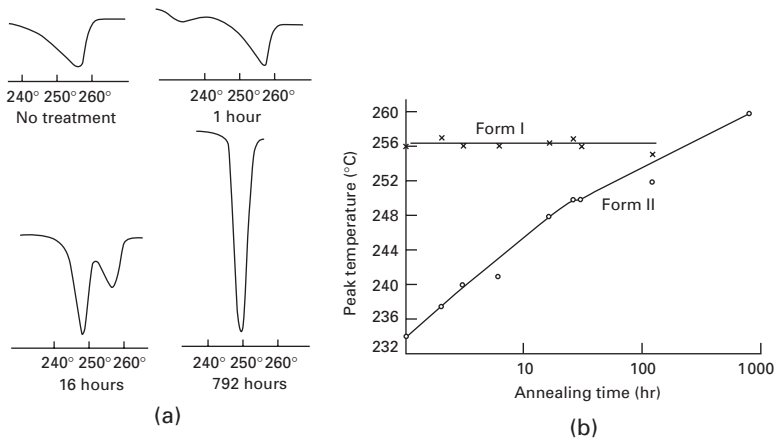 240° 250° 260°
No treatment
240° 250° 260°
1 hour
240° 250° 260°
16 hours
240° 250° 260°
792 hours
(a)
Peak temperature (°C)
260
256
252
248
244
240
236
232
Form I
Form II
10
100
1000
Annealing time (hr)
(b)